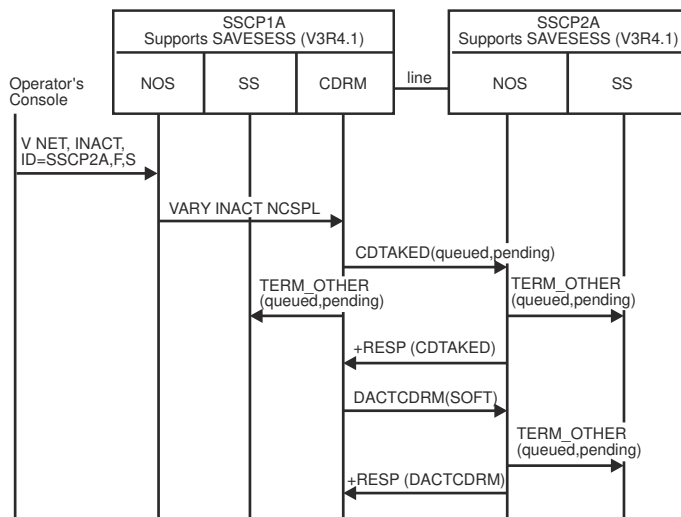 SSCP1A
Supports SAVESESS (V3R4.1)
SSCP2A
Supports SAVESESS (V3R4.1)
Operator's
Console
NOS
SS
CDRM
line
NOS
SS
V NET, INACT,
ID=SSCP2A,F,S
VARY INACT NCSPL
CDTAKED(queued,pending)
TERM_OTHER
(queued,pending)
TERM_OTHER
(queued,pending)
+RESP (CDTAKED)
DACTCDRM(SOFT)
TERM_OTHER
(queued,pending)
+RESP (DACTCDRM)